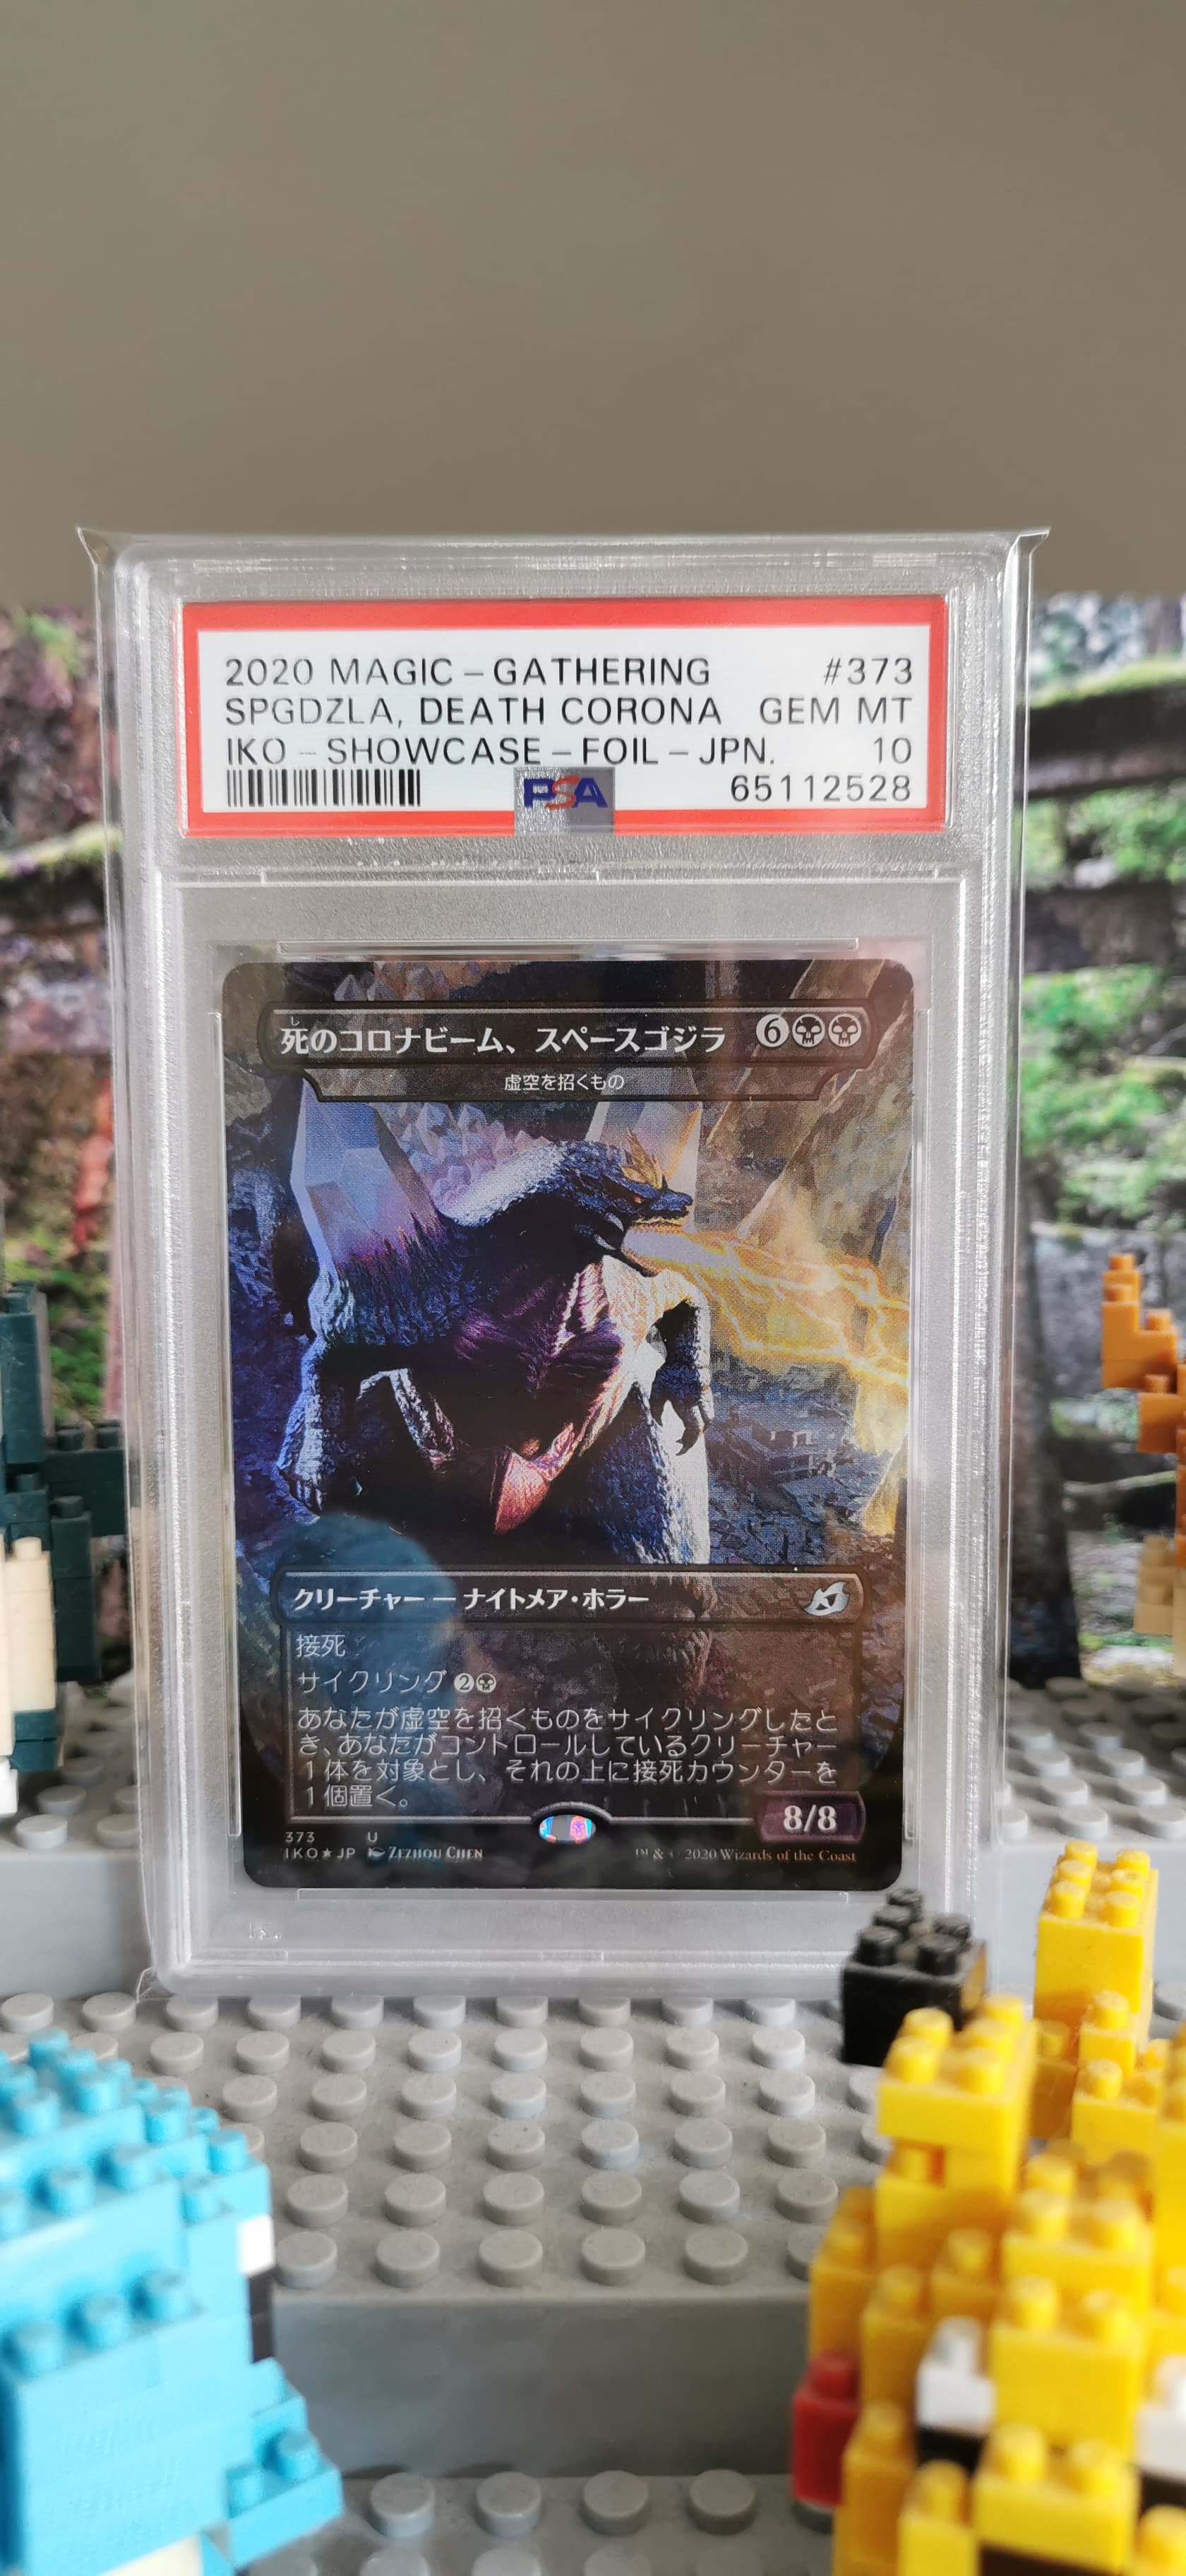 2020 MAGIC - GATHERING #373
SPGDZLA, DEATH CORONA GEM MT
IKO - SHOWCASE - FOIL - JPN. 10
PSA 65112528
し
死のコロナビーム、スペースゴジラ 6
虚空を招くもの
クリーチャー — ナイトメア・ホラー
接死
サイクリング 2
あなたが虚空を招くものをサイクリングしたと
き、あなたがコントロールしているクリーチャー
1体を対象とし、それの上に接死カウンターを
1個置く。
8/8
373 U
IKO★JP ZEZHOU CHEN ™ & © 2020 Wizards of the Coast